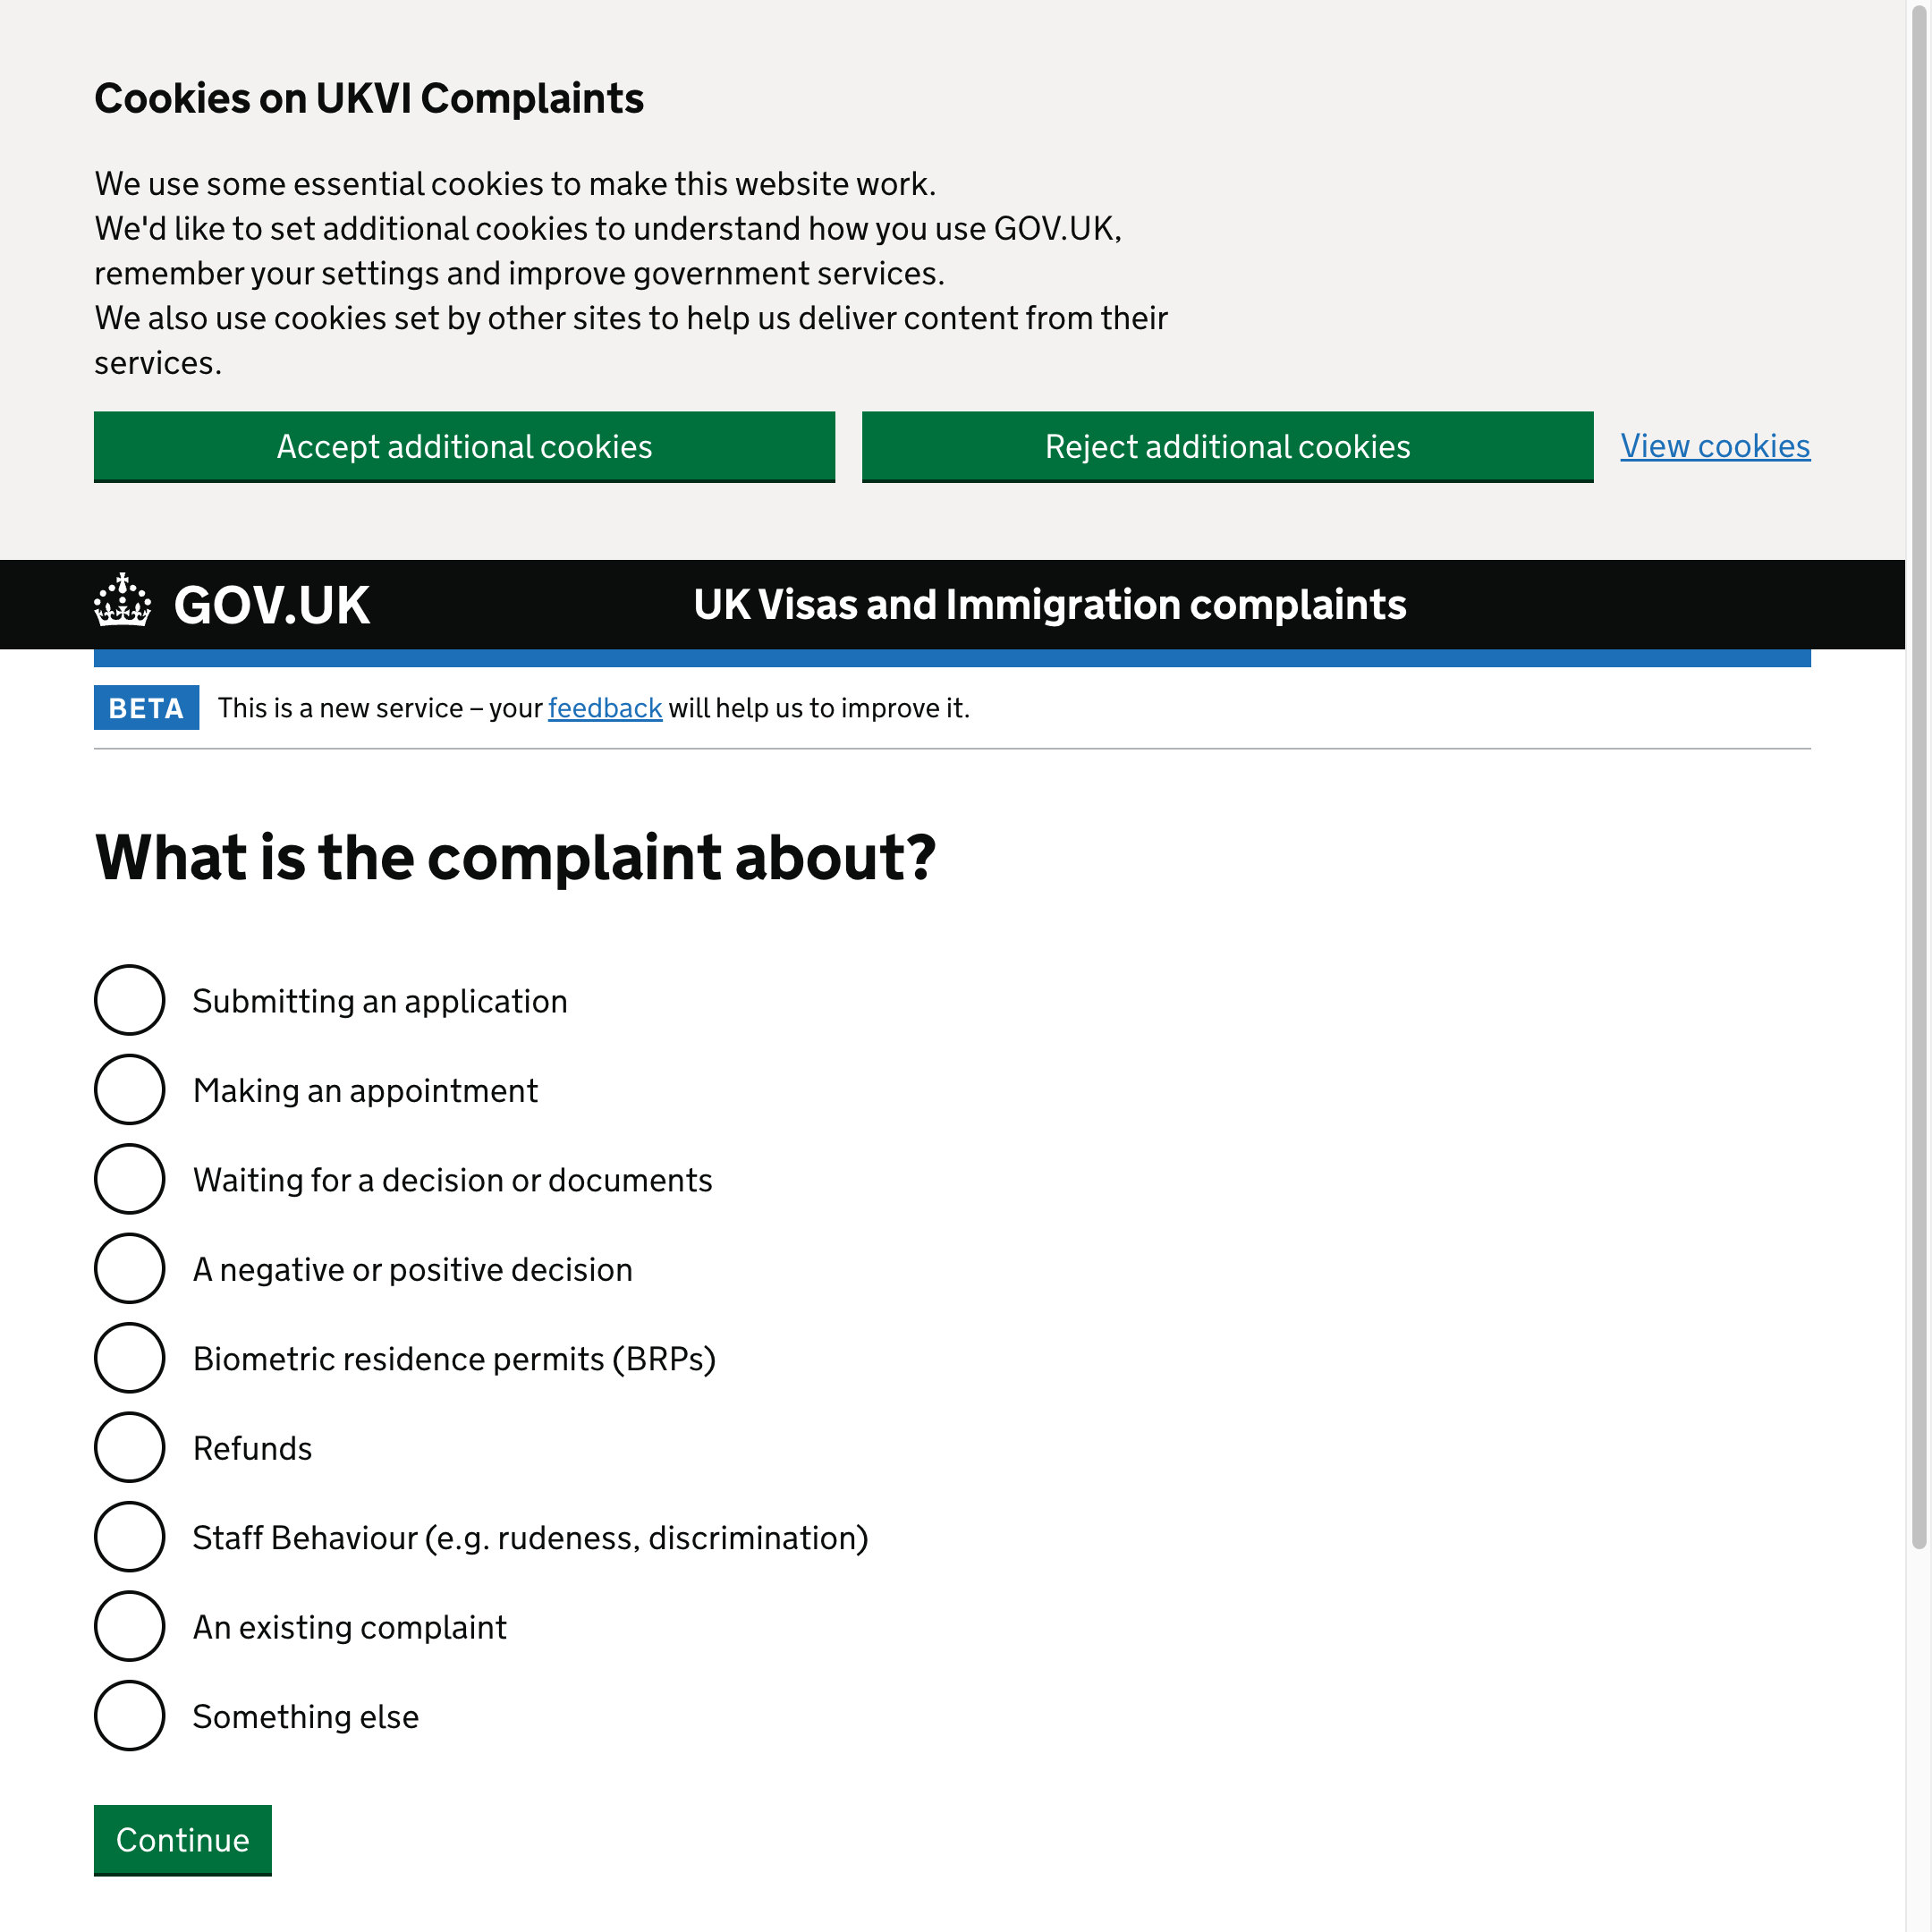 Cookies on UKVI Complaints
We use some essential cookies to make this website work.
We'd like to set additional cookies to understand how you use GOV.UK,
remember your settings and improve government services.
We also use cookies set by other sites to help us deliver content from their
services.
Accept additional cookies
Reject additional cookies
View cookies
GOV.UK
UK Visas and Immigration complaints
BETA
This is a new service – your feedback will help us to improve it.
What is the complaint about?
Submitting an application
Making an appointment
Waiting for a decision or documents
A negative or positive decision
Biometric residence permits (BRPs)
Refunds
Staff Behaviour (e.g. rudeness, discrimination)
An existing complaint
Something else
Continue